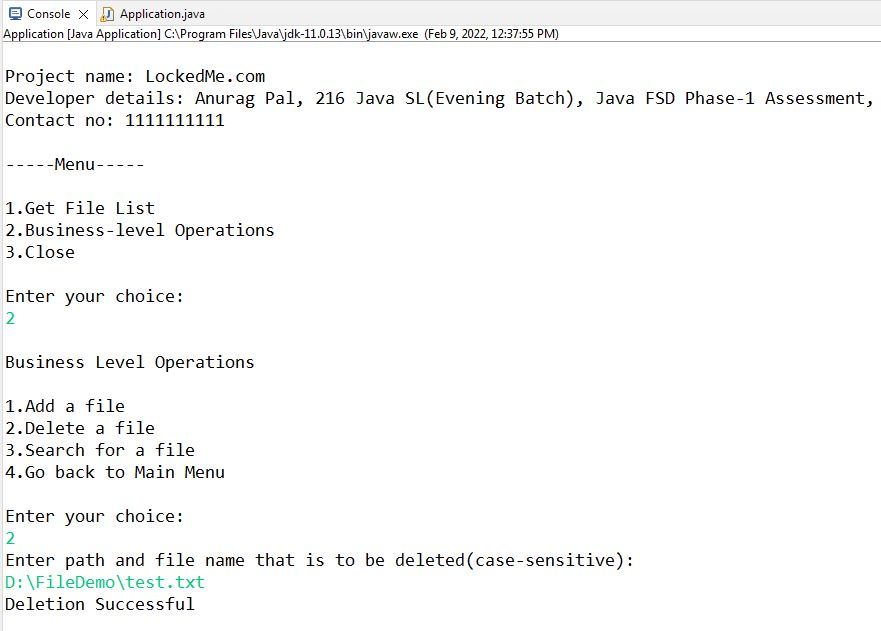 Console Application.java
Application [Java Application] C:\Program Files\Java\jdk-11.0.13\bin\javaw.exe (Feb 9, 2022, 12:37:55 PM)
Project name: LockedMe.com
Developer details: Anurag Pal, 216 Java SL(Evening Batch), Java FSD Phase-1 Assessment,
Contact no: 1111111111
-----Menu-----
1.Get File List
2.Business-level Operations
3.Close
Enter your choice:
2
Business Level Operations
1.Add a file
2.Delete a file
3.Search for a file
4.Go back to Main Menu
Enter your choice:
2
Enter path and file name that is to be deleted(case-sensitive):
D:\FileDemo\test.txt
Deletion Successful